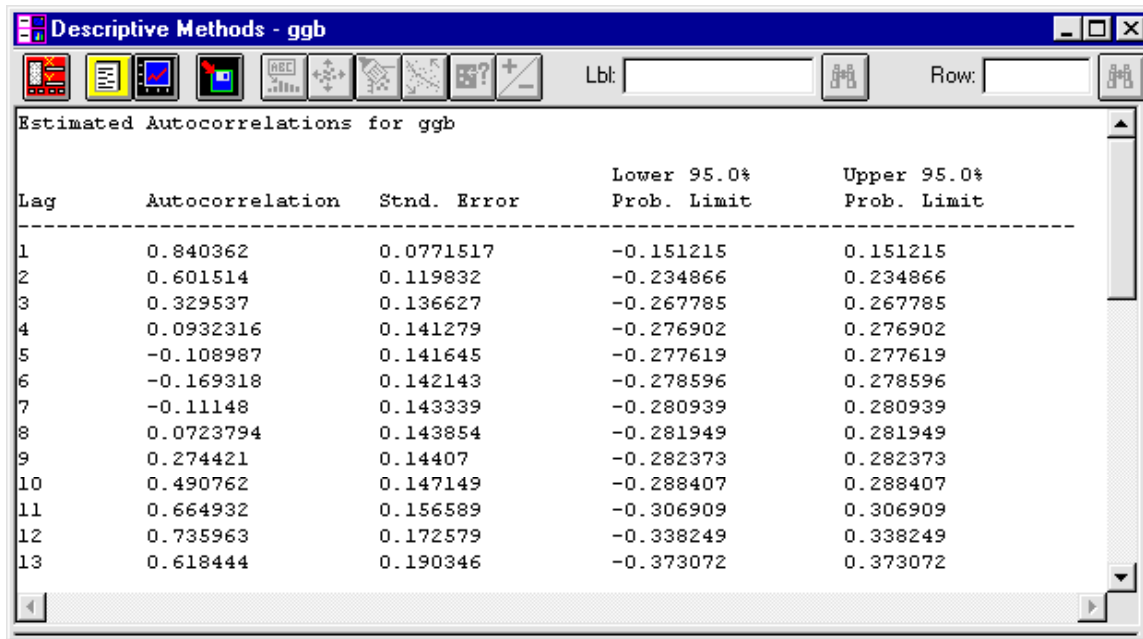 Descriptive Methods - ggb
Lbl: Row:
Estimated Autocorrelations for ggb
Lower 95.0% Upper 95.0%
Lag Autocorrelation Stnd. Error Prob. Limit Prob. Limit
1 0.840362 0.0771517 -0.151215 0.151215
2 0.601514 0.119832 -0.234866 0.234866
3 0.329537 0.136627 -0.267785 0.267785
4 0.0932316 0.141279 -0.276902 0.276902
5 -0.108987 0.141645 -0.277619 0.277619
6 -0.169318 0.142143 -0.278596 0.278596
7 -0.11148 0.143339 -0.280939 0.280939
8 0.0723794 0.143854 -0.281949 0.281949
9 0.274421 0.14407 -0.282373 0.282373
10 0.490762 0.147149 -0.288407 0.288407
11 0.664932 0.156589 -0.306909 0.306909
12 0.735963 0.172579 -0.338249 0.338249
13 0.618444 0.190346 -0.373072 0.373072